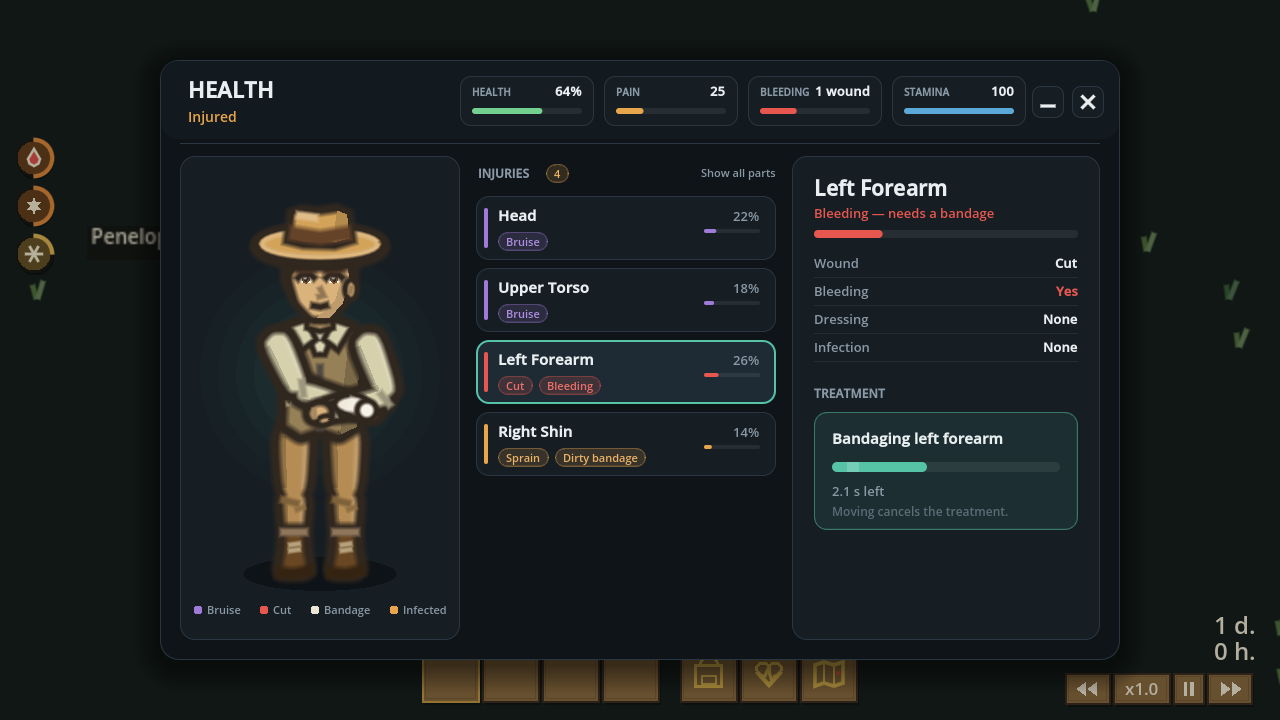 HEALTH
Injured
HEALTH 64%
PAIN 25
BLEEDING 1 wound
STAMINA 100
Penelop
INJURIES 4 Show all parts
Head 22%
Bruise
Upper Torso 18%
Bruise
Left Forearm 26%
Cut Bleeding
Right Shin 14%
Sprain Dirty bandage
Bruise Cut Bandage Infected
Left Forearm
Bleeding — needs a bandage
Wound Cut
Bleeding Yes
Dressing None
Infection None
TREATMENT
Bandaging left forearm
2.1 s left
Moving cancels the treatment.
1 d.
0 h.
x1.0